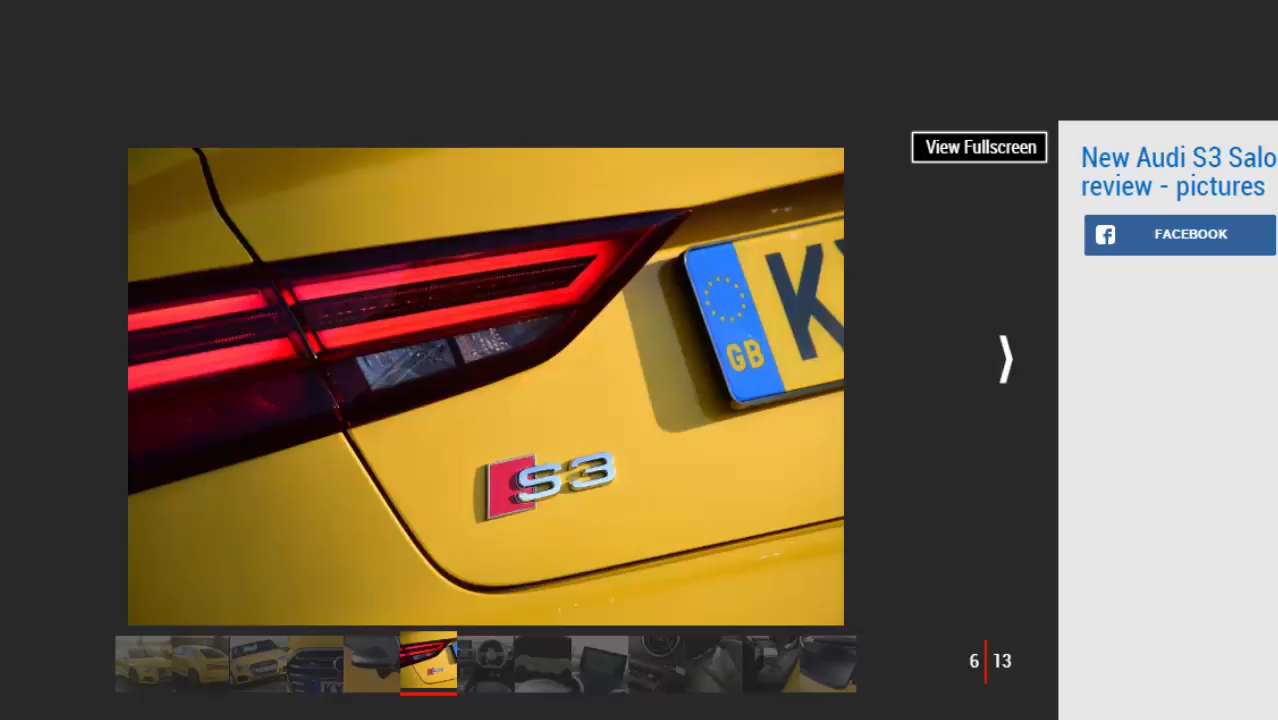 View Fullscreen
New Audi S3 Salo
review - pictures
FACEBOOK
GB
K
S3
6 13